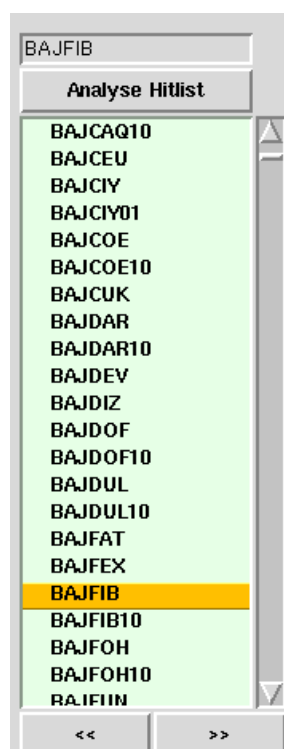 BAJFIB
Analyse Hitlist
BAJCAQ10
BAJCEU
BAJCIY
BAJCIY01
BAJCOE
BAJCOE10
BAJCUK
BAJDAR
BAJDAR10
BAJDEV
BAJDIZ
BAJDOF
BAJDOF10
BAJDUL
BAJDUL10
BAJFAT
BAJFEX
BAJFIB
BAJFIB10
BAJFOH
BAJFOH10
<< >>